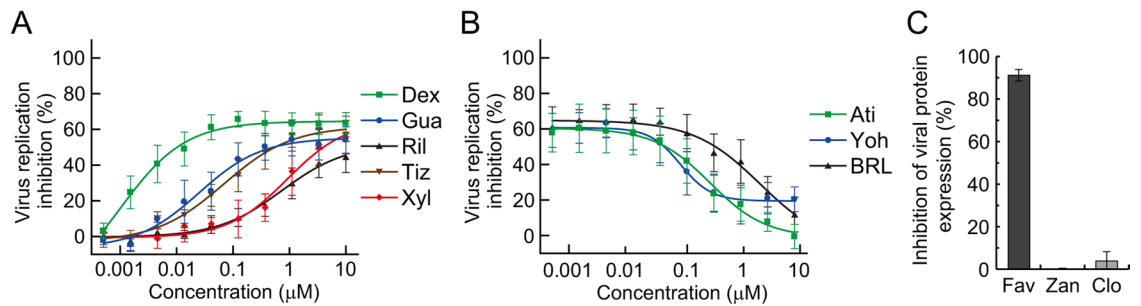 A
Virus replication
inhibition (%)
100
80
60
40
20
0
0.001
0.01
0.1
1
10
Concentration (μM)
Dex
Gua
Ril
Tiz
Xyl
B
Virus replication
inhibition (%)
100
80
60
40
20
0
0.001
0.01
0.1
1
10
Concentration (μM)
Ati
Yoh
BRL
C
Inhibition of viral protein
expression (%)
100
80
60
40
20
0
Fav
Zan
Clo